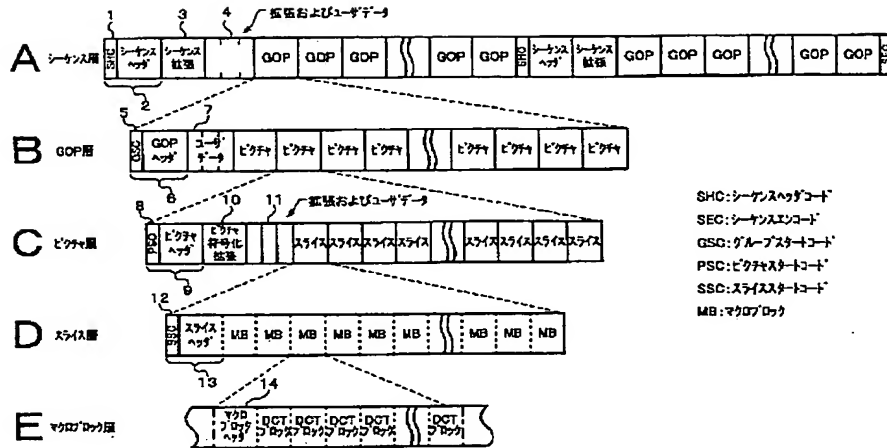 1 3 4 拡張およびユーザデータ
A シーケンス層 SHC シーケンスヘッダ シーケンス拡張 GOP GOP GOP GOP GOP SHC シーケンスヘッダ シーケンス拡張 GOP GOP GOP GOP GOP
2
5 7
B GOP層 GSC GOPヘッダ ユーザデータ ピクチャ ピクチャ ピクチャ ピクチャ ピクチャ ピクチャ ピクチャ ピクチャ
6
8 10 11 拡張およびユーザデータ
C ピクチャ層 PSC ピクチャヘッダ ピクチャ符号化拡張 スライス スライス スライス スライス スライス スライス スライス スライス
9
12
D スライス層 SSC スライスヘッダ MB MB MB MB MB MB MB MB
13
14
E マクロブロック層 マクロブロックヘッダ DCTブロック DCTブロック DCTブロック DCTブロック DCTブロック
SHC:シーケンスヘッダコード
SEC:シーケンスエンコード
GSC:グループスタートコード
PSC:ピクチャスタートコード
SSC:スライススタートコード
MB:マクロブロック